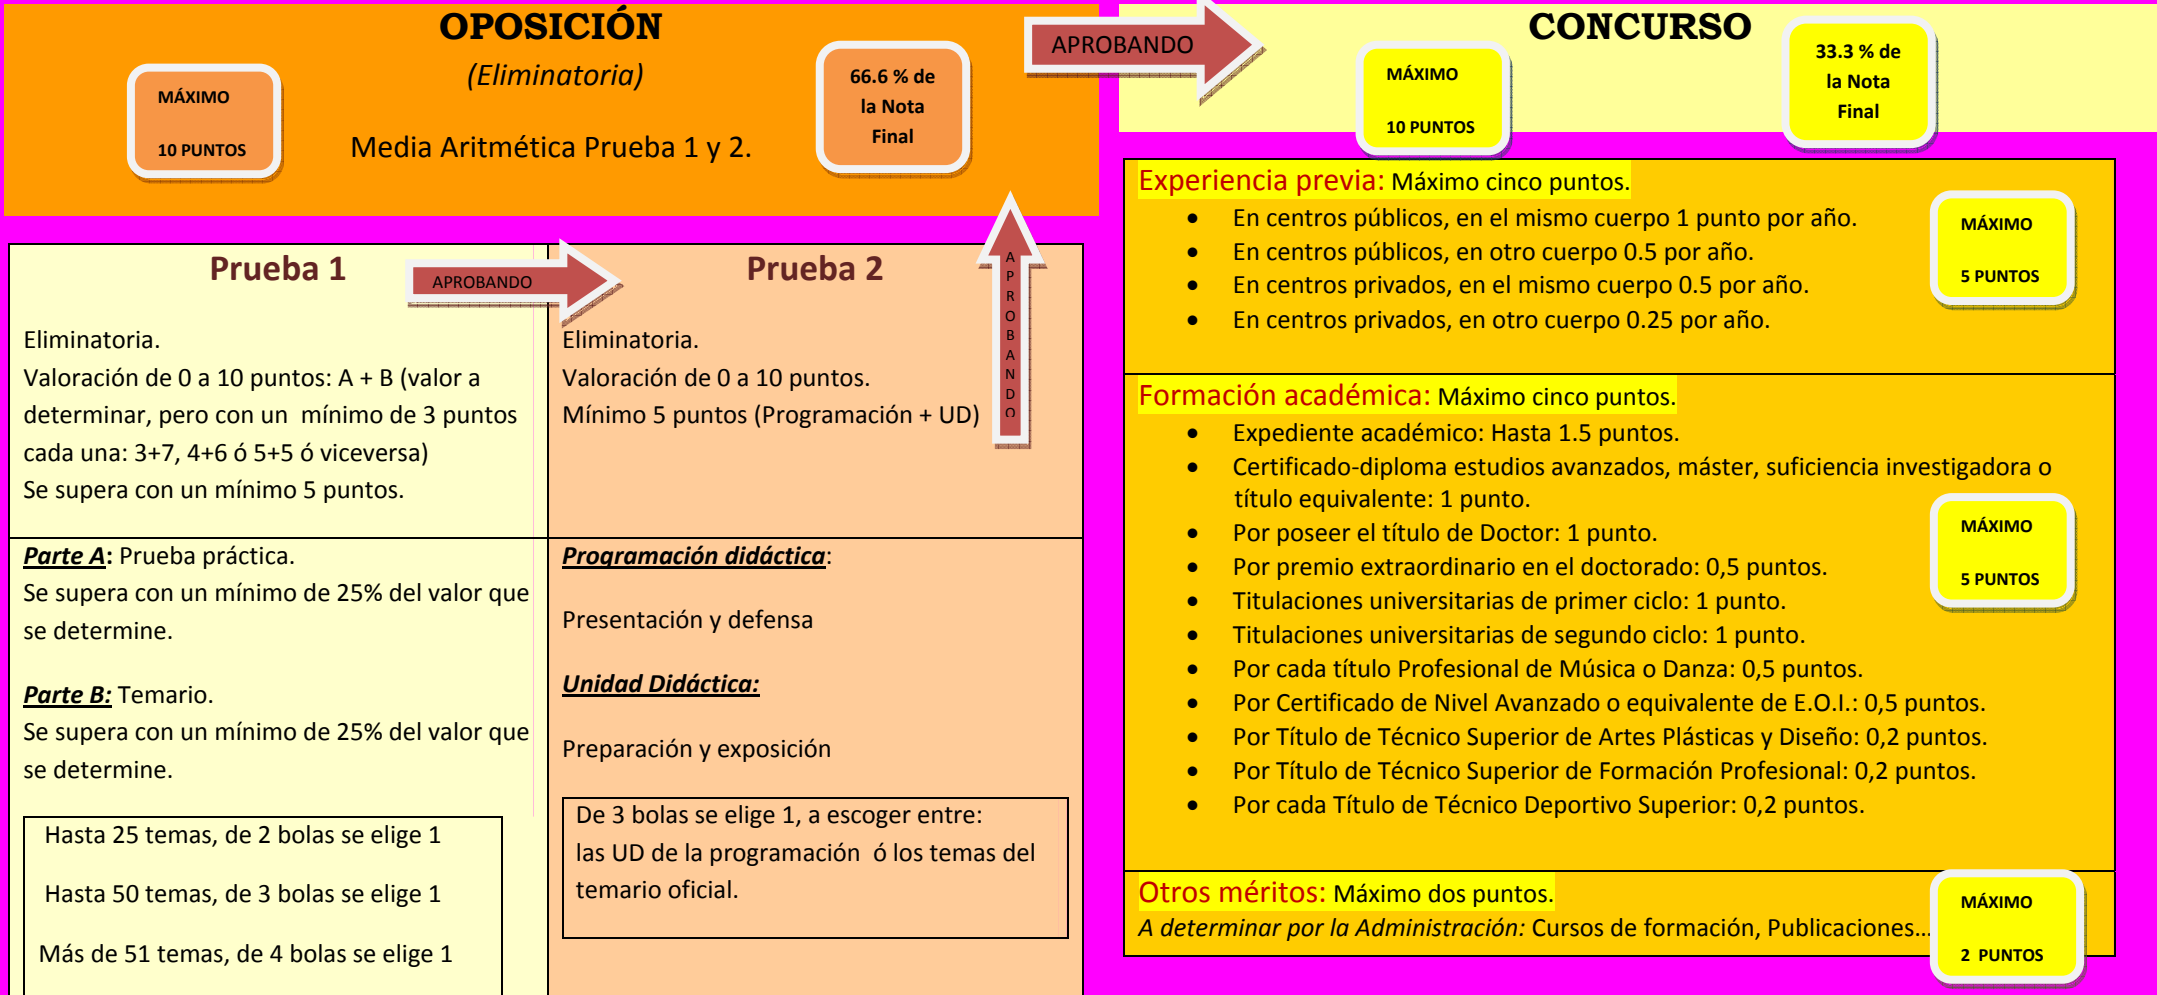 OPOSICIÓN
(Eliminatoria)
Media Aritmética Prueba 1 y 2.
MÁXIMO
10 PUNTOS
66.6 % de
la Nota
Final
APROBANDO
Prueba 1
APROBANDO
Eliminatoria.
Valoración de 0 a 10 puntos: A + B (valor a
determinar, pero con un mínimo de 3 puntos
cada una: 3+7, 4+6 ó 5+5 ó viceversa)
Se supera con un mínimo 5 puntos.
Parte A: Prueba práctica.
Se supera con un mínimo de 25% del valor que
se determine.
Parte B: Temario.
Se supera con un mínimo de 25% del valor que
se determine.
Hasta 25 temas, de 2 bolas se elige 1
Hasta 50 temas, de 3 bolas se elige 1
Más de 51 temas, de 4 bolas se elige 1
Prueba 2
APROBANDO
Eliminatoria.
Valoración de 0 a 10 puntos.
Mínimo 5 puntos (Programación + UD)
Programación didáctica:
Presentación y defensa
Unidad Didáctica:
Preparación y exposición
De 3 bolas se elige 1, a escoger entre:
las UD de la programación ó los temas del
temario oficial.
CONCURSO
MÁXIMO
10 PUNTOS
33.3 % de
la Nota
Final
Experiencia previa: Máximo cinco puntos.
• En centros públicos, en el mismo cuerpo 1 punto por año.
• En centros públicos, en otro cuerpo 0.5 por año.
• En centros privados, en el mismo cuerpo 0.5 por año.
• En centros privados, en otro cuerpo 0.25 por año.
MÁXIMO
5 PUNTOS
Formación académica: Máximo cinco puntos.
• Expediente académico: Hasta 1.5 puntos.
• Certificado-diploma estudios avanzados, máster, suficiencia investigadora o
título equivalente: 1 punto.
• Por poseer el título de Doctor: 1 punto.
• Por premio extraordinario en el doctorado: 0,5 puntos.
• Titulaciones universitarias de primer ciclo: 1 punto.
• Titulaciones universitarias de segundo ciclo: 1 punto.
• Por cada título Profesional de Música o Danza: 0,5 puntos.
• Por Certificado de Nivel Avanzado o equivalente de E.O.I.: 0,5 puntos.
• Por Título de Técnico Superior de Artes Plásticas y Diseño: 0,2 puntos.
• Por Título de Técnico Superior de Formación Profesional: 0,2 puntos.
• Por cada Título de Técnico Deportivo Superior: 0,2 puntos.
MÁXIMO
5 PUNTOS
Otros méritos: Máximo dos puntos.
A determinar por la Administración: Cursos de formación, Publicaciones…
MÁXIMO
2 PUNTOS